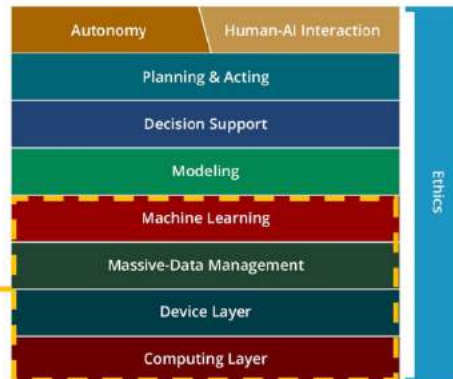 Autonomy
Human-AI Interaction
Planning & Acting
Decision Support
Modeling
Machine Learning
Massive-Data Management
Device Layer
Computing Layer
Ethics